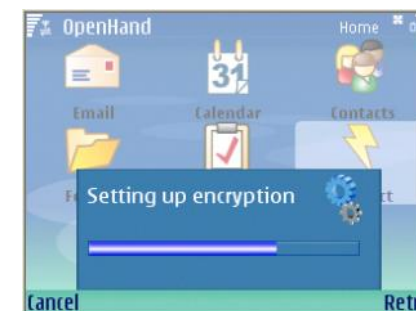 OpenHand Home
31
Email Calendar Contacts
Setting up encryption
Cancel